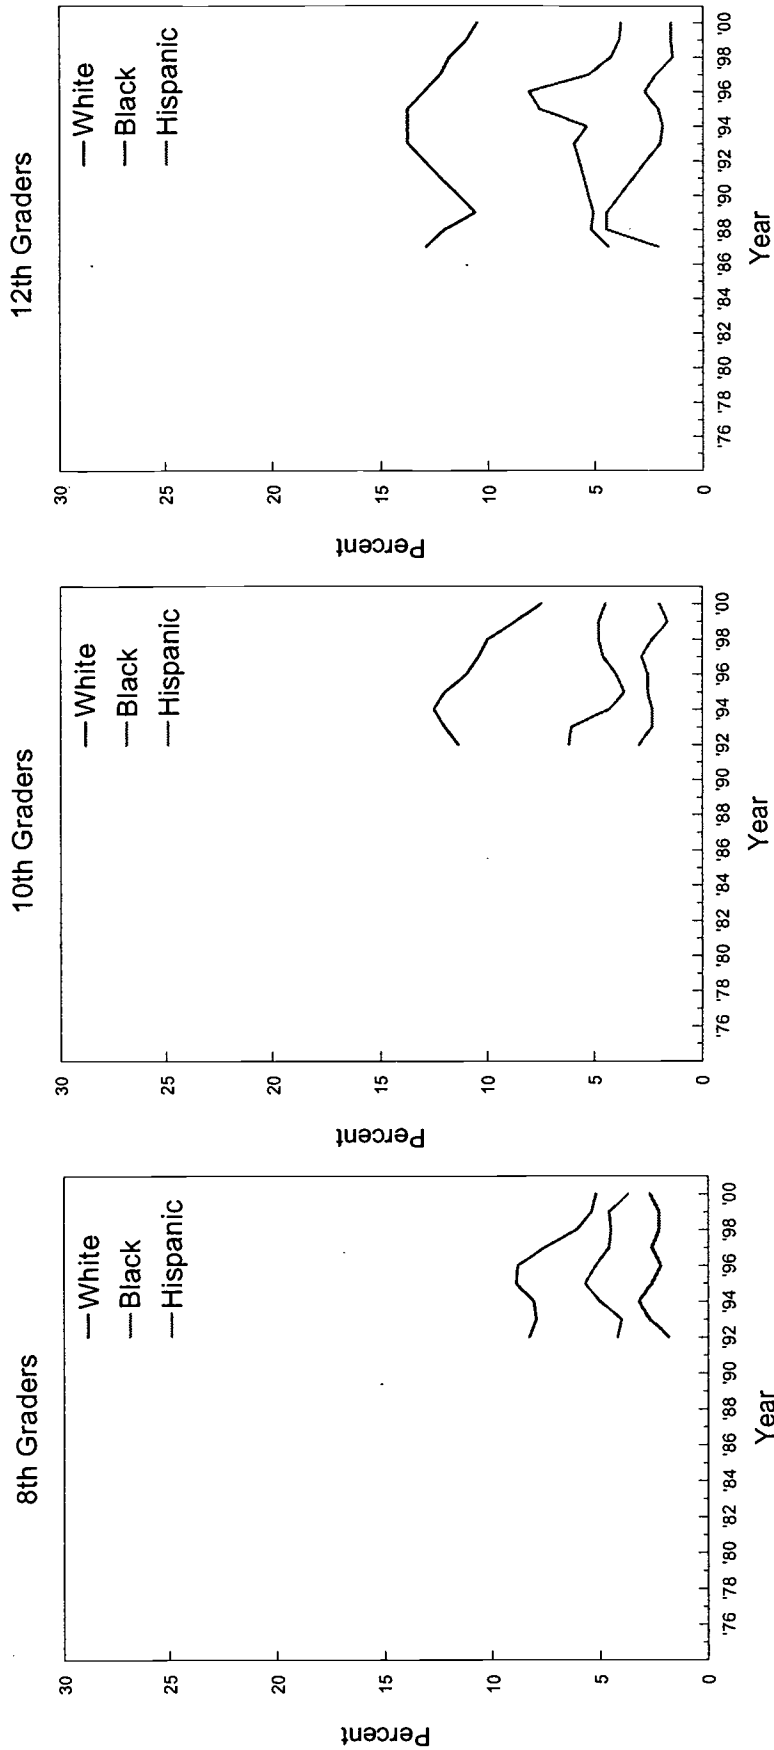 8th Graders
30
25
20
15
10
5
0
Percent
White
Black
Hispanic
'76 '78 '80 '82 '84 '86 '88 '90 '92 '94 '96 '98 '00
Year
10th Graders
30
25
20
15
10
5
0
Percent
White
Black
Hispanic
'76 '78 '80 '82 '84 '86 '88 '90 '92 '94 '96 '98 '00
Year
12th Graders
30
25
20
15
10
5
0
Percent
White
Black
Hispanic
'76 '78 '80 '82 '84 '86 '88 '90 '92 '94 '96 '98 '00
Year